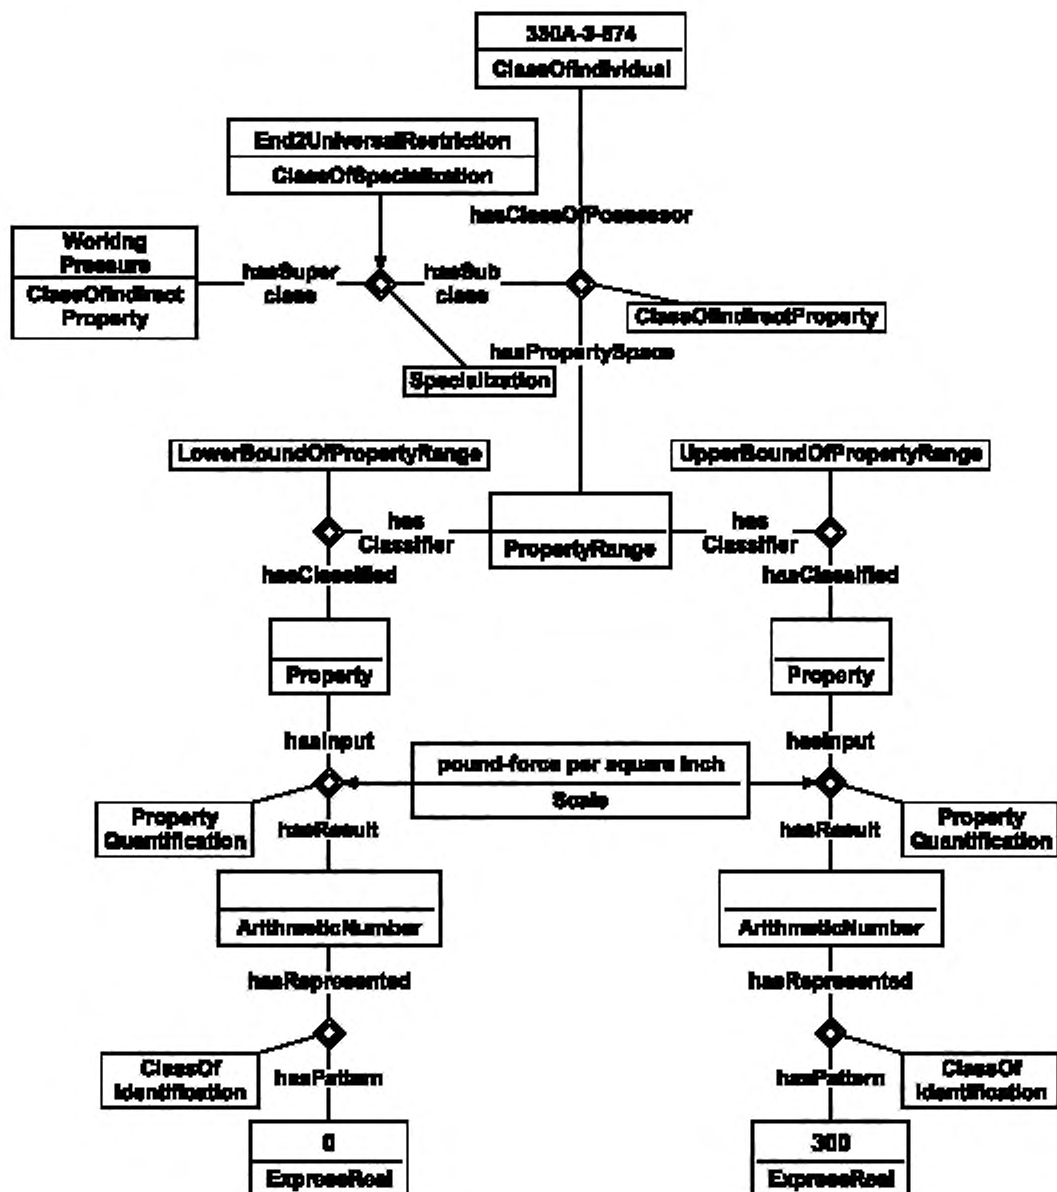 330A-3-574
ClassOfIndividual
End2UniversalRestriction
ClassOfSpecialization
hasClassOfPossessor
Working
Pressure
ClassOfIndirect
Property
hasSuper
class
hasSub
class
ClassOfIndirectProperty
hasPropertySpace
Specialization
LowerBoundOfPropertyRange
UpperBoundOfPropertyRange
has
Classifier
PropertyRange
has
Classifier
hasClassified
hasClassified
Property
Property
hasInput
hasInput
pound-force per square inch
Scale
Property
Quantification
hasResult
hasResult
Property
Quantification
ArithmeticNumber
ArithmeticNumber
hasRepresented
hasRepresented
ClassOf
Identification
hasPattern
hasPattern
ClassOf
Identification
0
ExpressReal
300
ExpressReal